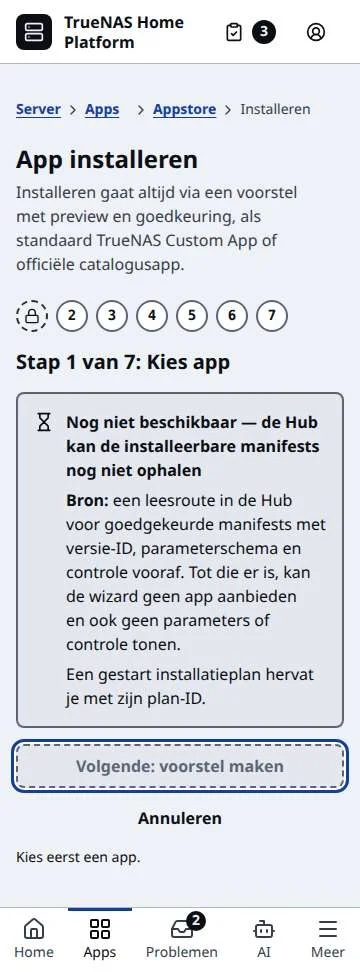 TrueNAS Home
Platform
3
Server > Apps > Appstore > Installeren
App installeren
Installeren gaat altijd via een voorstel
met preview en goedkeuring, als
standaard TrueNAS Custom App of
officiële catalogusapp.
2 3 4 5 6 7
Stap 1 van 7: Kies app
Nog niet beschikbaar — de Hub
kan de installeerbare manifests
nog niet ophalen
Bron: een leesroute in de Hub
voor goedgekeurde manifests met
versie-ID, parameterschema en
controle vooraf. Tot die er is, kan
de wizard geen app aanbieden
en ook geen parameters of
controle tonen.
Een gestart installatieplan hervat
je met zijn plan-ID.
Volgende: voorstel maken
Annuleren
Kies eerst een app.
2
Home Apps Problemen AI Meer